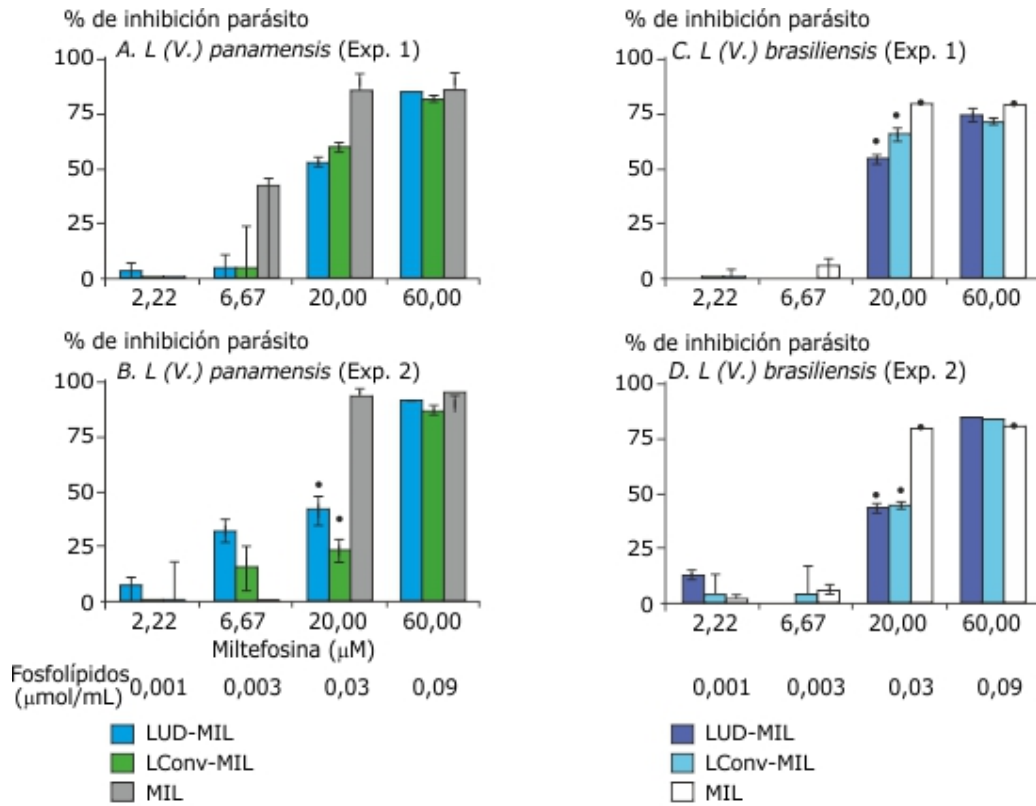 % de inhibición parásito
A. L (V.) panamensis (Exp. 1)
100
75
50
25
0
2,22 6,67 20,00 60,00
% de inhibición parásito
C. L (V.) brasiliensis (Exp. 1)
100
75
50
25
0
2,22 6,67 20,00 60,00
% de inhibición parásito
B. L (V.) panamensis (Exp. 2)
100
75
50
25
0
2,22 6,67 20,00 60,00
Miltefosina (μM)
% de inhibición parásito
D. L (V.) brasiliensis (Exp. 2)
100
75
50
25
0
2,22 6,67 20,00 60,00
Fosfolípidos
(μmol/mL) 0,001 0,003 0,03 0,09
0,001 0,003 0,03 0,09
LUD-MIL
LConv-MIL
MIL
LUD-MIL
LConv-MIL
MIL